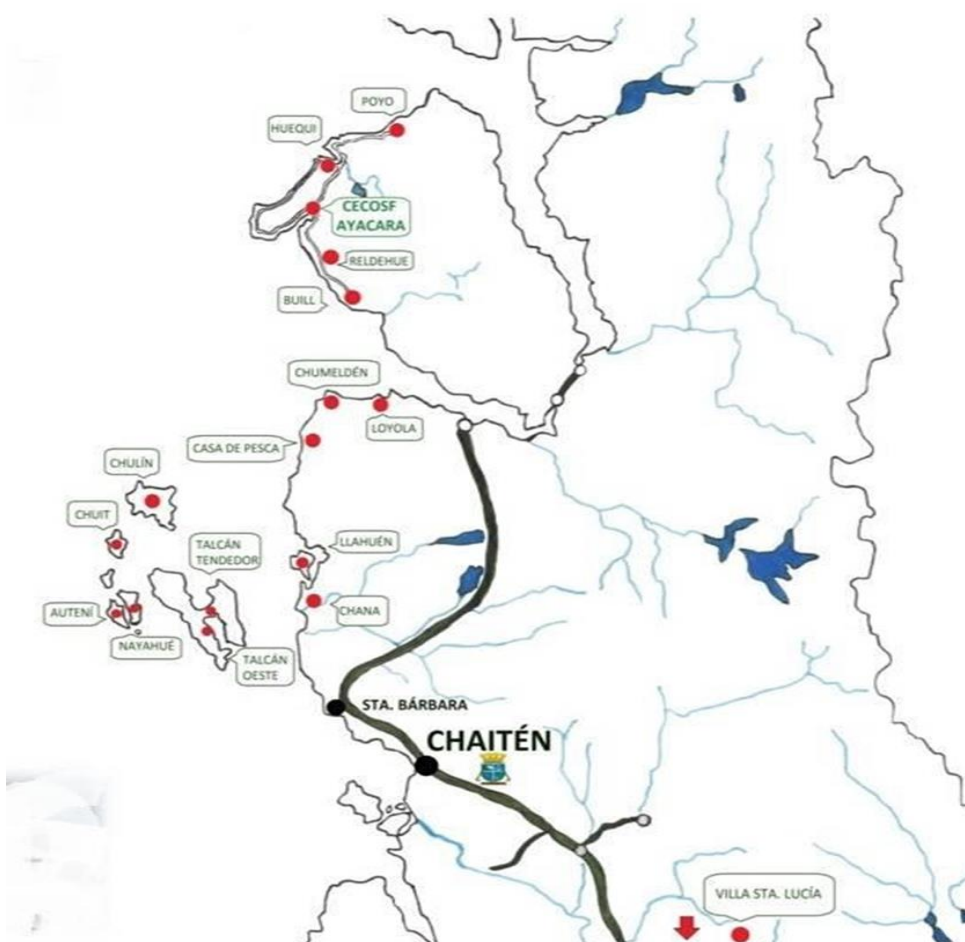 POYO
HUEQUI
CECOSF
AYACARA
RELDEHUE
BUILL
CHUMELDÉN
LOYOLA
CASA DE PESCA
CHULÍN
CHUIT
TALCÁN
TENDEDOR
LLAHUÉN
AUTENÍ
CHANA
NAYAHUÉ
TALCÁN
OESTE
STA. BÁRBARA
CHAITÉN
VILLA STA. LUCÍA